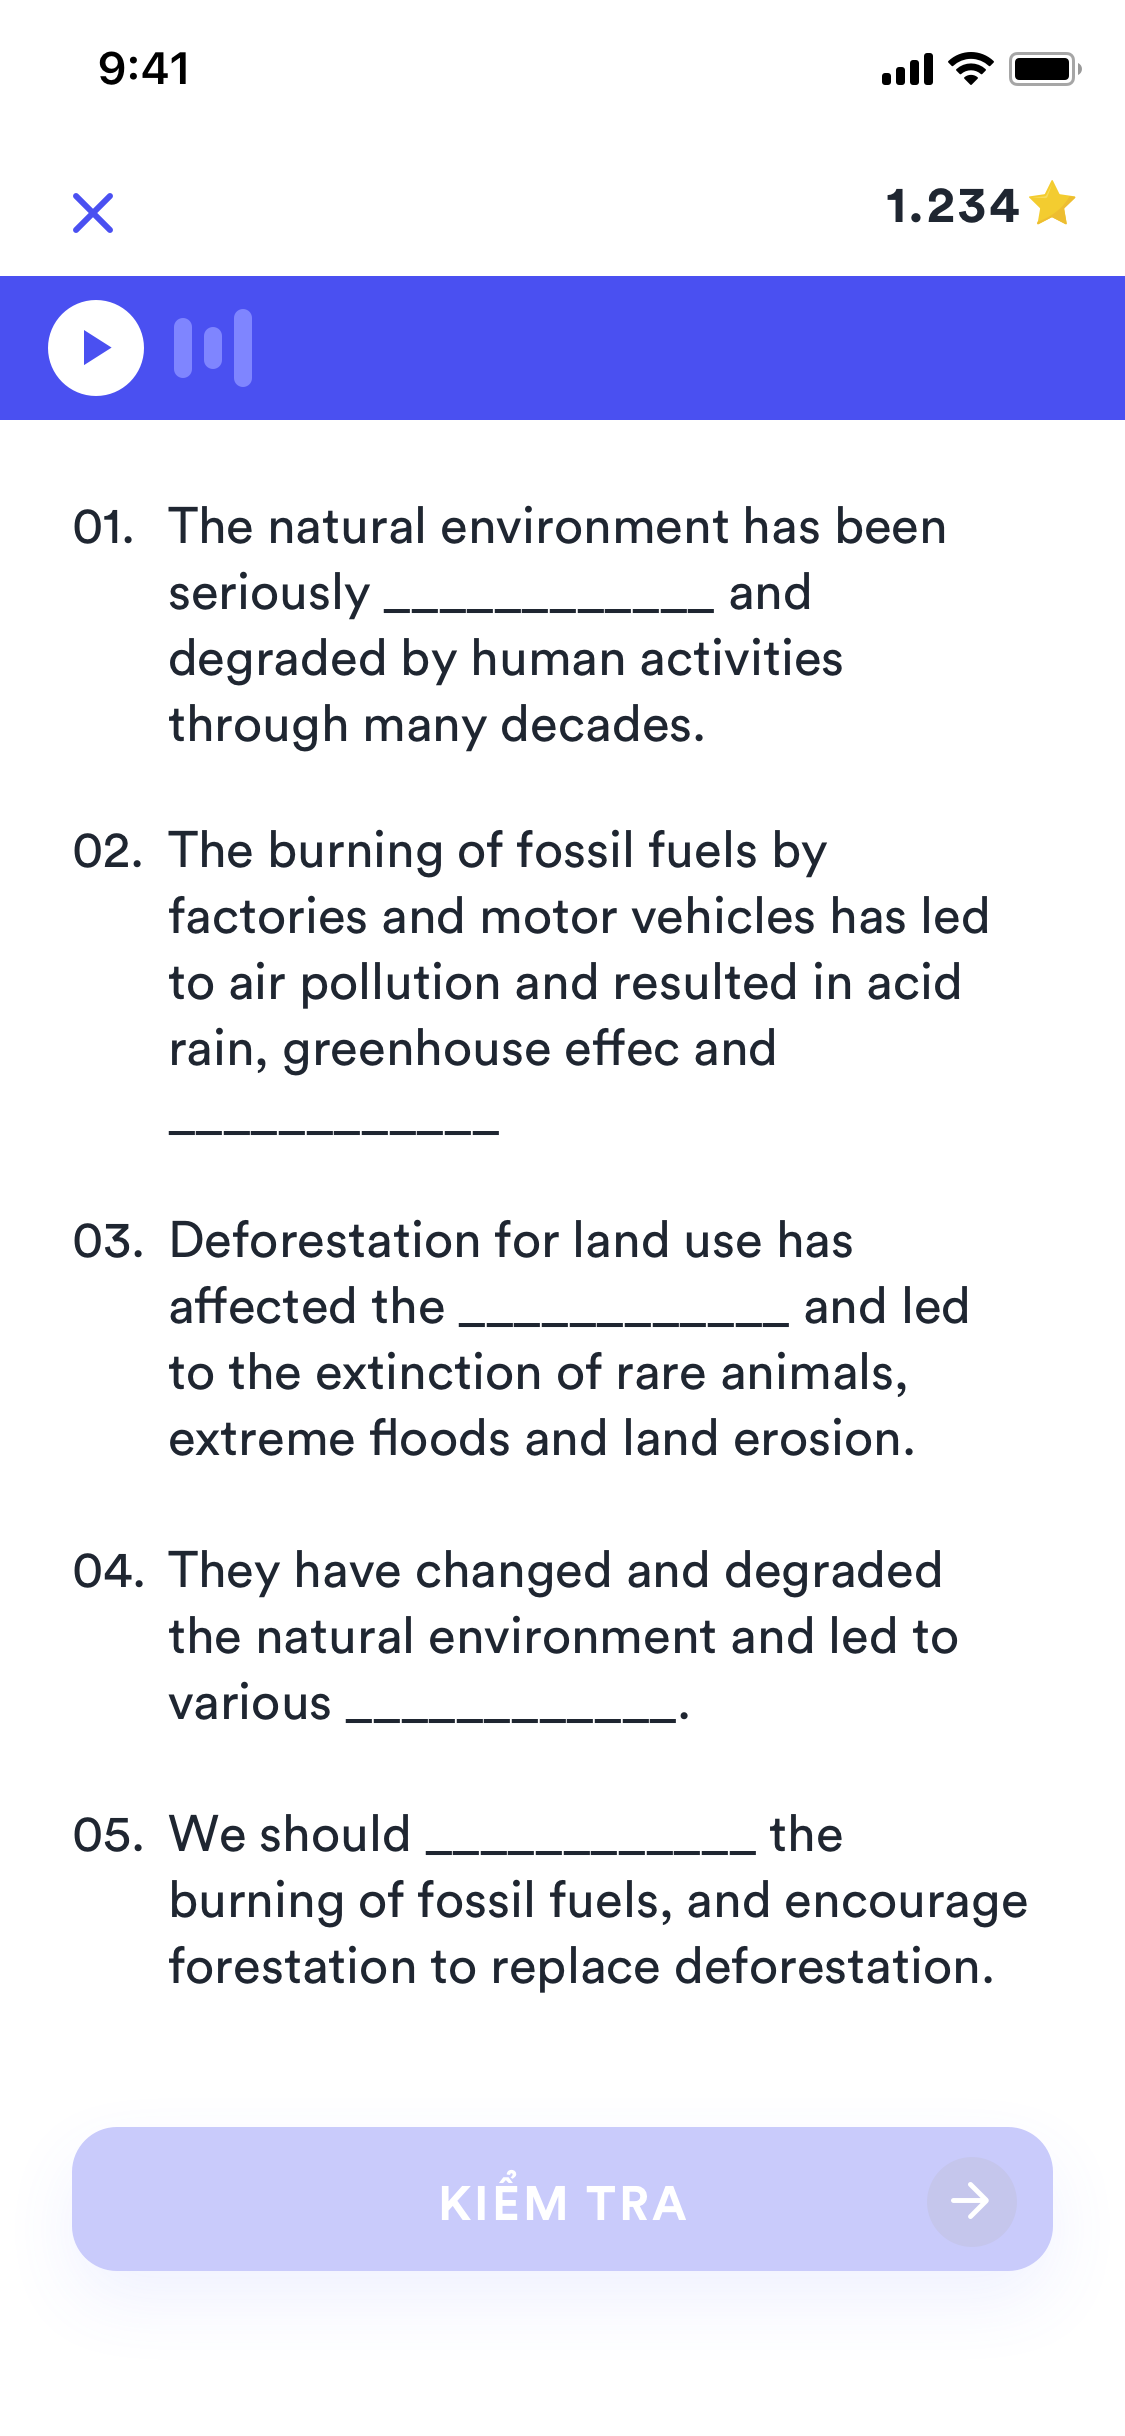 9:41
1.234
01. The natural environment has been
seriously ____________ and
degraded by human activities
through many decades.
02. The burning of fossil fuels by
factories and motor vehicles has led
to air pollution and resulted in acid
rain, greenhouse effec and
____________
03. Deforestation for land use has
affected the ____________ and led
to the extinction of rare animals,
extreme floods and land erosion.
04. They have changed and degraded
the natural environment and led to
various ____________.
05. We should ____________ the
burning of fossil fuels, and encourage
forestation to replace deforestation.
KIỂM TRA